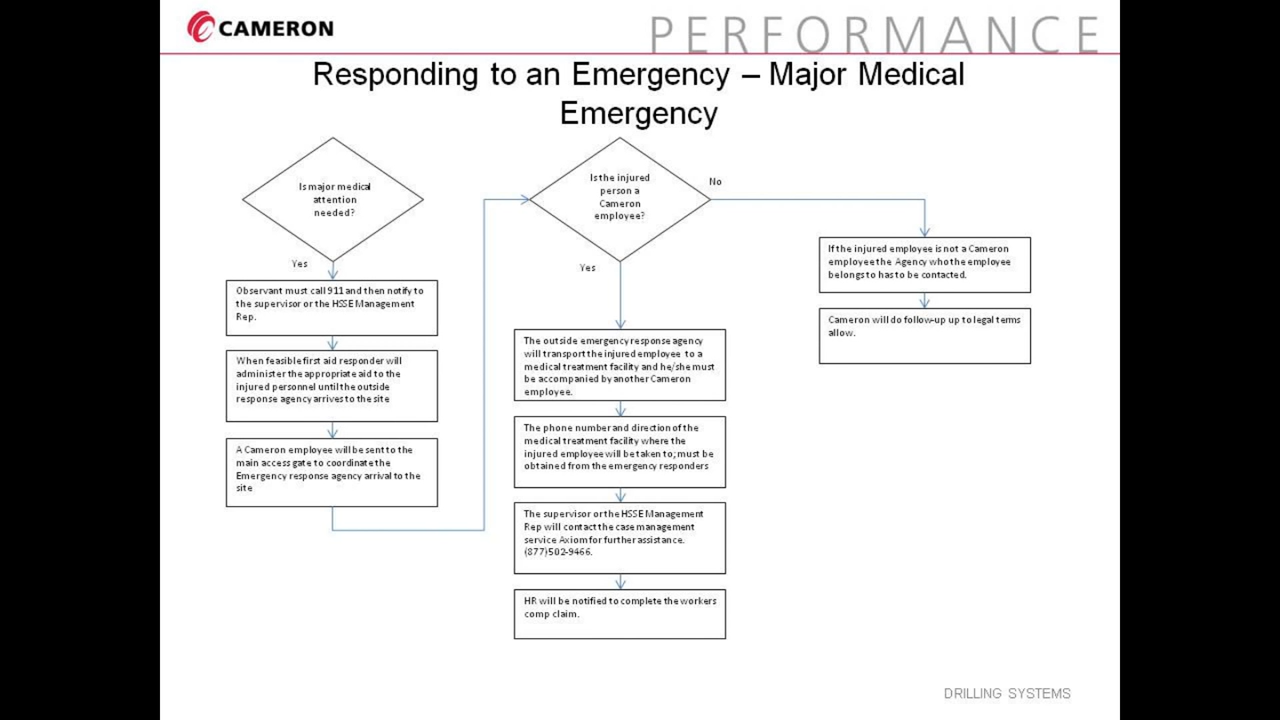 CAMERON
PERFORMANCE
Responding to an Emergency – Major Medical
Emergency
Is major medical
attention
needed?
Yes
Observant must call 911 and then notify to
the supervisor or the HSSE Management
Rep.
When feasible first aid responder will
administer the appropriate aid to the
injured personnel until the outside
response agency arrives to the site
A Cameron employee will be sent to the
main access gate to coordinate the
Emergency response agency arrival to the
site
Is the injured
person a
Cameron
employee?
No
Yes
The outside emergency response agency
will transport the injured employee to a
medical treatment facility and he/she must
be accompanied by another Cameron
employee.
The phone number and direction of the
medical treatment facility where the
injured employee will be taken to; must be
obtained from the emergency responders
The supervisor or the HSSE Management
Rep will contact the case management
service Axiom for further assistance.
(877)502-9466.
HR will be notified to complete the workers
comp claim.
If the injured employee is not a Cameron
employee the Agency who the employee
belongs to has to be contacted.
Cameron will do follow-up up to legal terms
allow.
DRILLING SYSTEMS